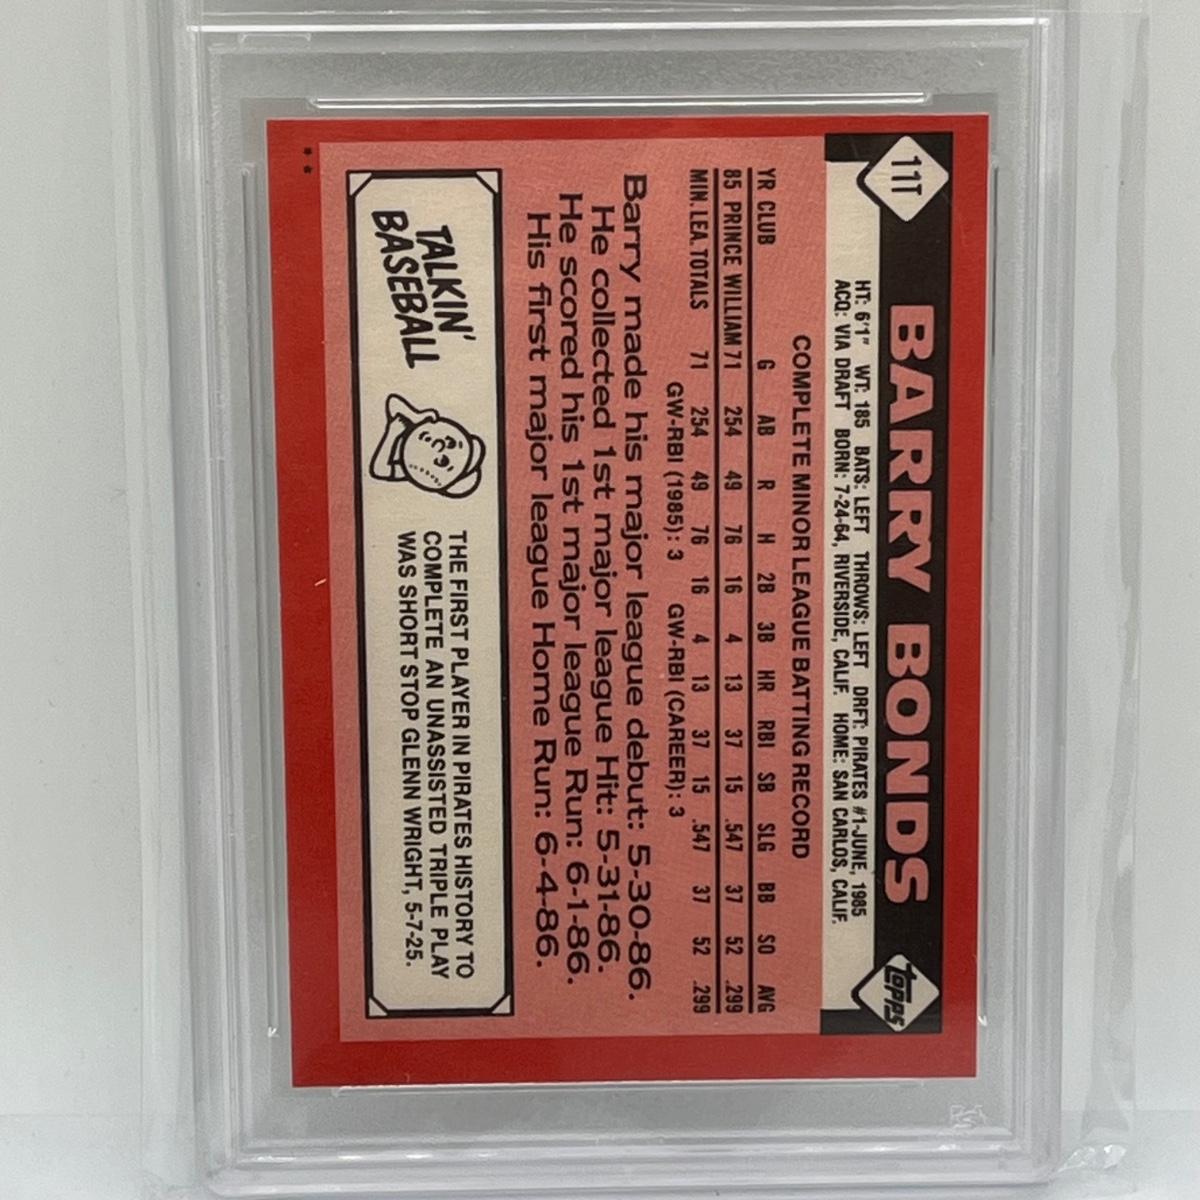 11T
BARRY BONDS
topps
HT: 6'1" WT: 185 BATS: LEFT THROWS: LEFT DRFT: PIRATES #1-JUNE, 1985
ACQ: VIA DRAFT BORN: 7-24-64, RIVERSIDE, CALIF. HOME: SAN CARLOS, CALIF.
COMPLETE MINOR LEAGUE BATTING RECORD
YR CLUB G AB R H 2B 3B HR RBI SB SLG BB SO AVG
85 PRINCE WILLIAM 71 254 49 76 16 4 13 37 15 .547 37 52 .299
MIN. LEA. TOTALS 71 254 49 76 16 4 13 37 15 .547 37 52 .299
GW-RBI (1985): 3 GW-RBI (CAREER): 3
Barry made his major league debut: 5-30-86.
He collected 1st major league Hit: 5-31-86.
He scored his 1st major league Run: 6-1-86.
His first major league Home Run: 6-4-86.
TALKIN'
BASEBALL
THE FIRST PLAYER IN PIRATES HISTORY TO
COMPLETE AN UNASSISTED TRIPLE PLAY
WAS SHORT STOP GLENN WRIGHT, 5-7-25.
**